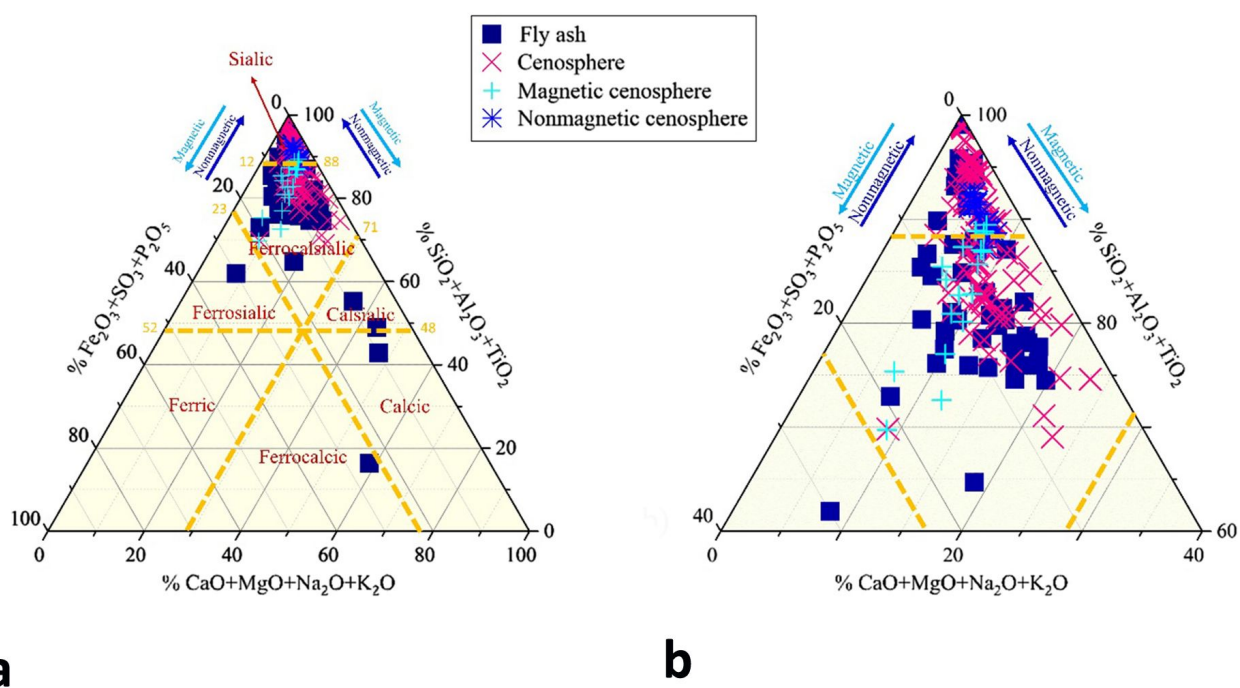 Fly ash
Cenosphere
Magnetic cenosphere
Nonmagnetic cenosphere
Sialic
0
100
Magnetic
Nonmagnetic
Magnetic
Nonmagnetic
12
88
20
80
23
71
% Fe2O3+SO3+P2O5
% SiO2+Al2O3+TiO2
Ferrocalsialic
40
60
Ferrosialic
Calsialic
52
48
60
40
Ferric
Calcic
80
20
Ferrocalcic
100
0
0
20
40
60
80
100
% CaO+MgO+Na2O+K2O
a
0
100
Magnetic
Nonmagnetic
Magnetic
Nonmagnetic
% Fe2O3+SO3+P2O5
% SiO2+Al2O3+TiO2
20
80
40
60
0
20
40
% CaO+MgO+Na2O+K2O
b